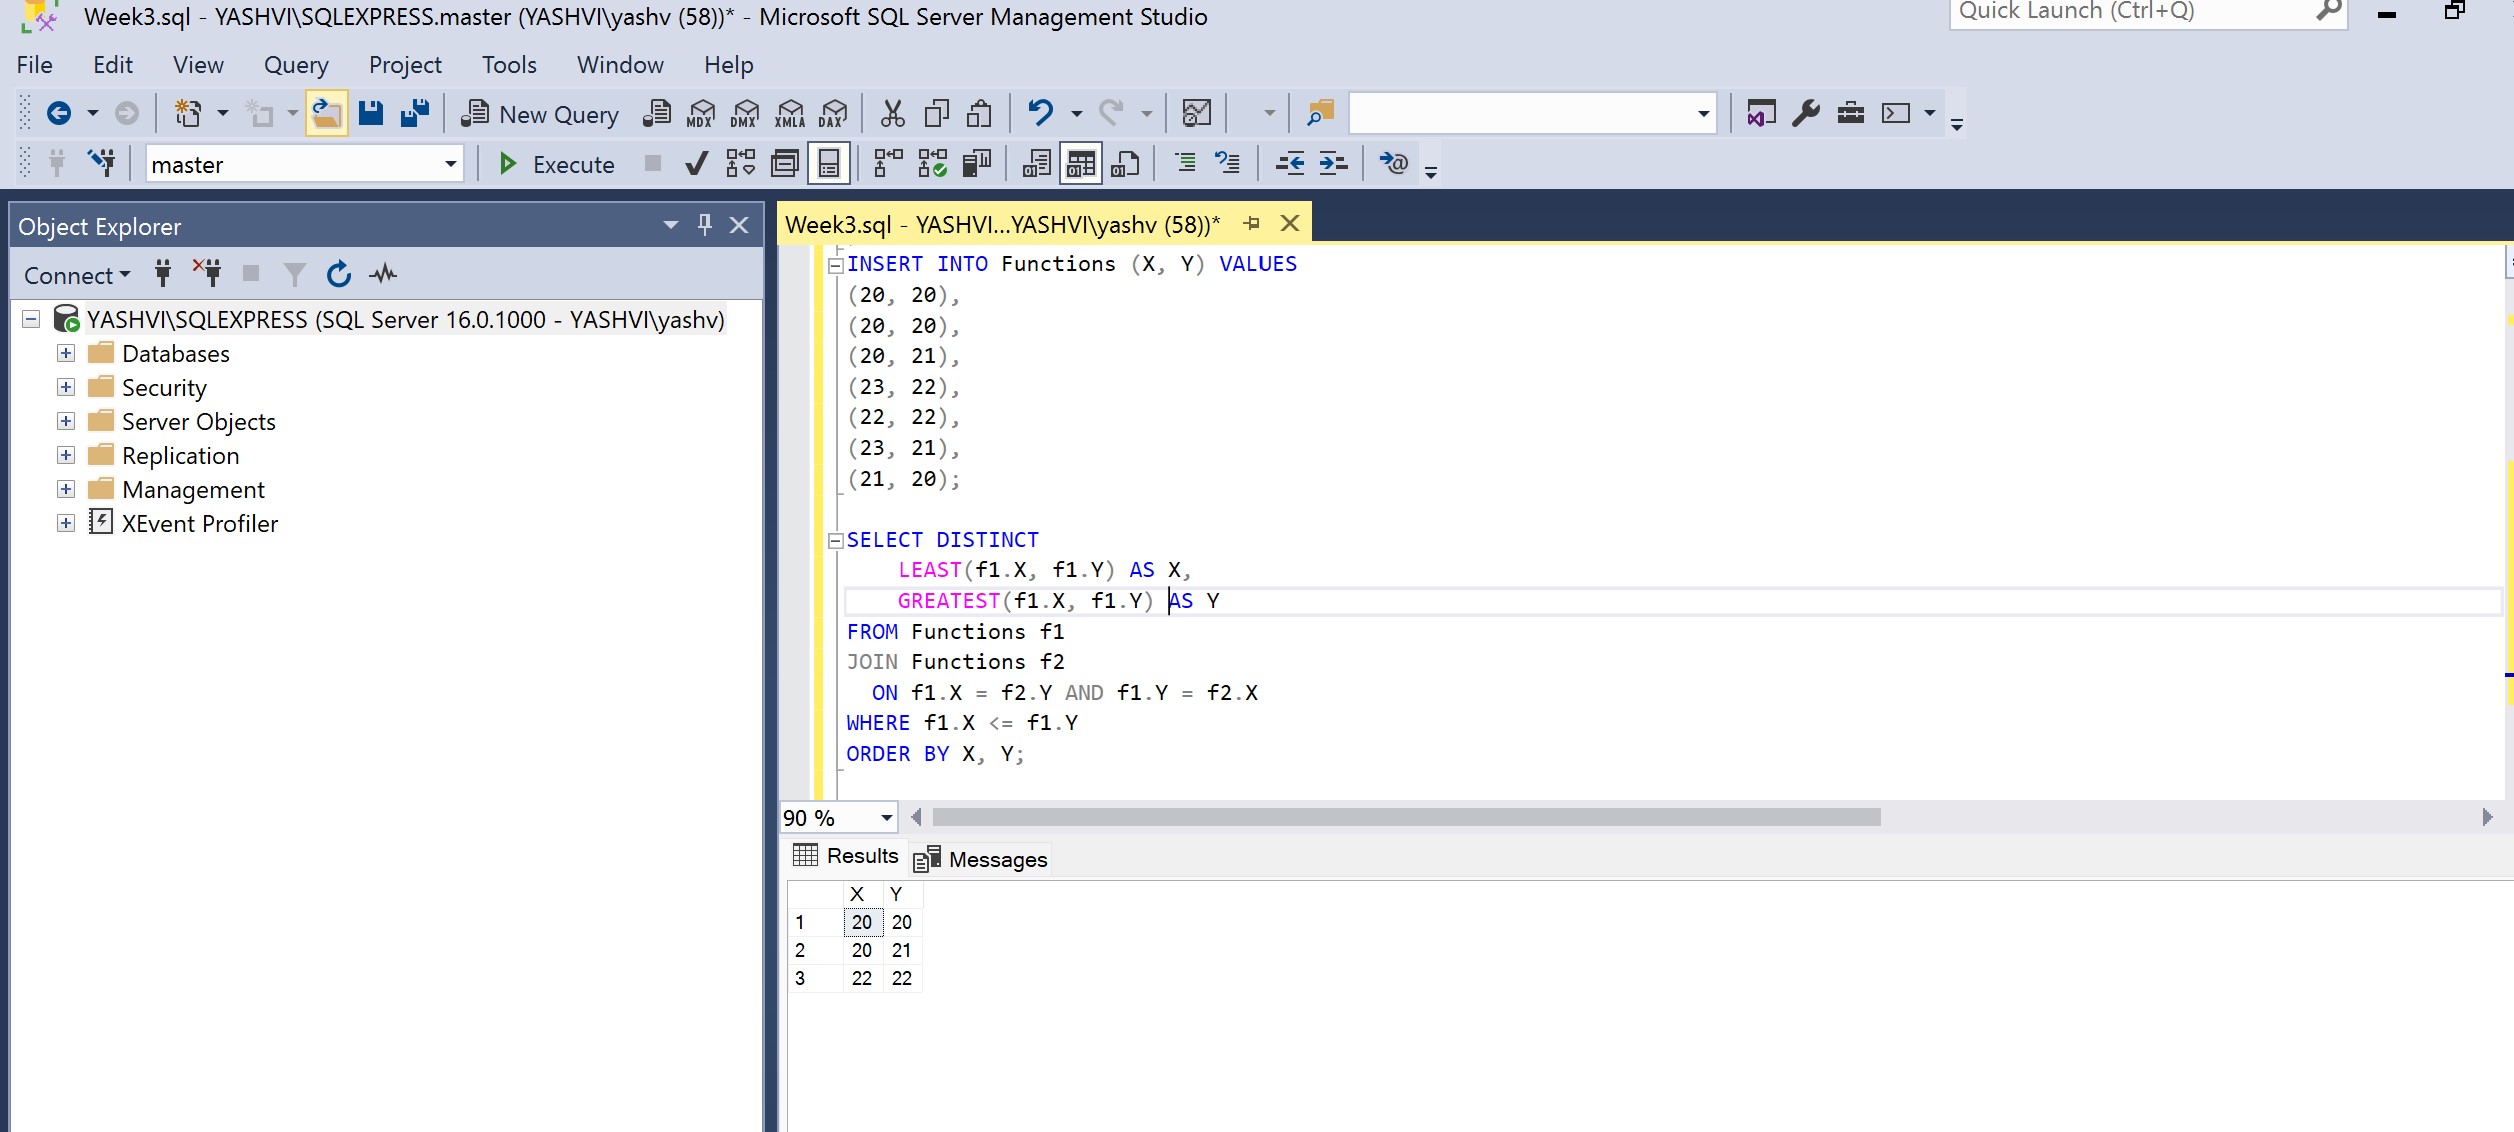 Week3.sql - YASHVI\SQLEXPRESS.master (YASHVI\yashv (58))* - Microsoft SQL Server Management Studio
Quick Launch (Ctrl+Q)
File Edit View Query Project Tools Window Help
New Query MDX DMX XMLA DAX
master Execute
Object Explorer
Connect
YASHVI\SQLEXPRESS (SQL Server 16.0.1000 - YASHVI\yashv)
Databases
Security
Server Objects
Replication
Management
XEvent Profiler
Week3.sql - YASHVI...YASHVI\yashv (58))*
INSERT INTO Functions (X, Y) VALUES
(20, 20),
(20, 20),
(20, 21),
(23, 22),
(22, 22),
(23, 21),
(21, 20);
SELECT DISTINCT
LEAST(f1.X, f1.Y) AS X,
GREATEST(f1.X, f1.Y) AS Y
FROM Functions f1
JOIN Functions f2
ON f1.X = f2.Y AND f1.Y = f2.X
WHERE f1.X <= f1.Y
ORDER BY X, Y;
90 %
Results Messages
X Y
1 20 20
2 20 21
3 22 22